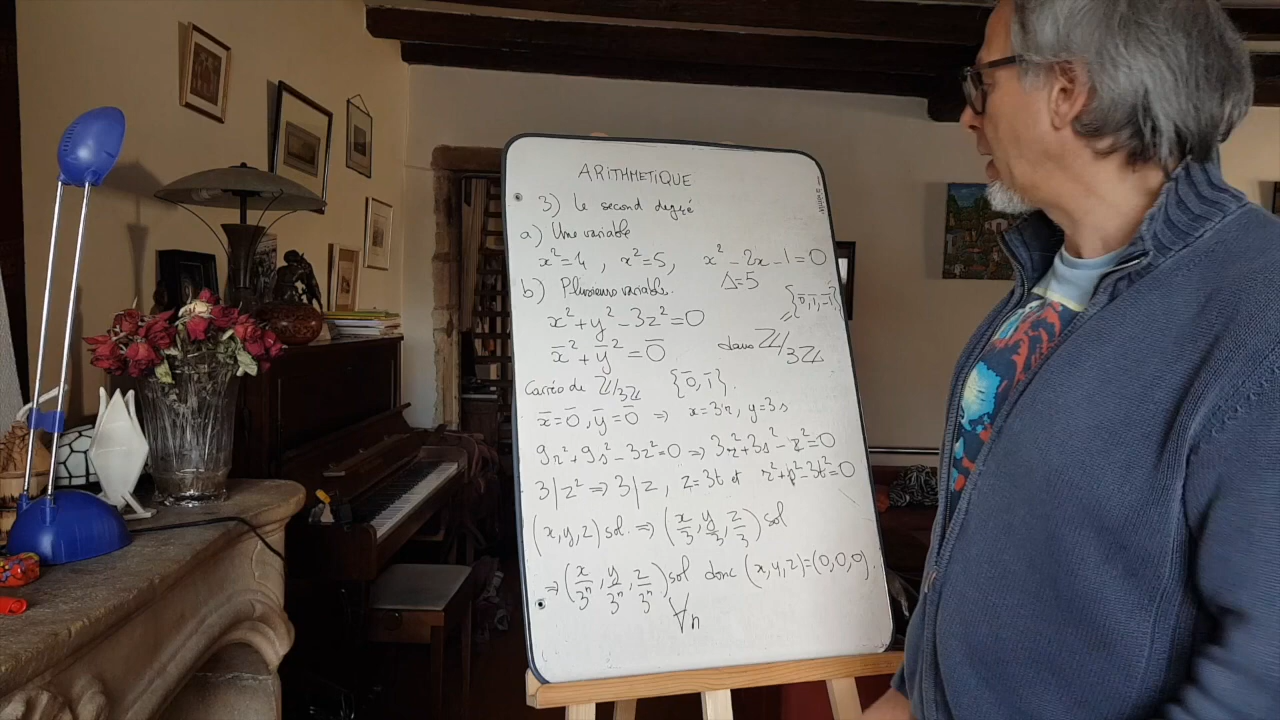 ARITHMETIQUE
3) Le second degré
a) Une variable
x²=4, x²=5, x²-2x-1=0
Δ=5
b) Plusieurs variables.
x²+y²-3z²=0
={0̄,1̄,-1̄}
x̄²+ȳ²=0̄ dans Z/3Z
Carrés de Z/3Z {0̄,1̄}.
x̄=0̄, ȳ=0̄ ⇒ x=3r, y=3s
9r²+9s²-3z²=0 ⇒ 3r²+3s²-z²=0
3|z² ⇒ 3|z, z=3t et r²+s²-3t²=0
(x,y,z) sol. ⇒ (x/3, y/3, z/3) sol
⇒ (x/3ⁿ, y/3ⁿ, z/3ⁿ) sol donc (x,y,z)=(0,0,0).
∀n